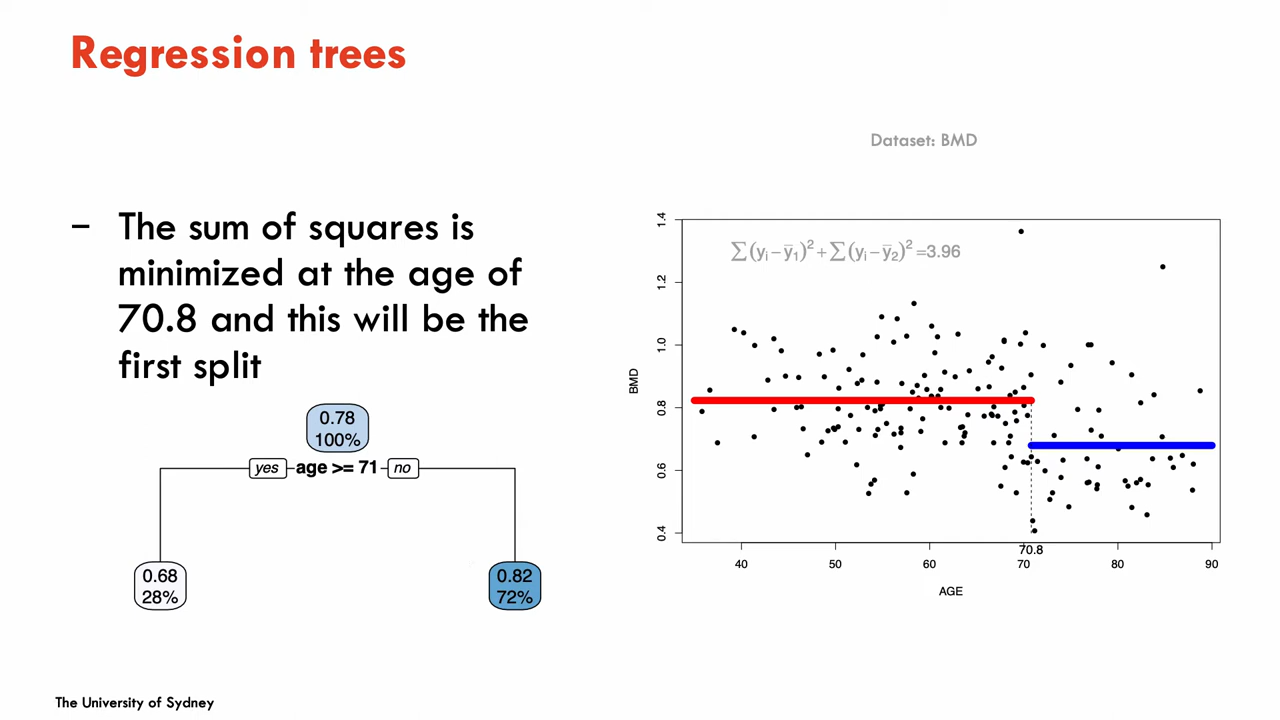 Regression trees
Dataset: BMD
– The sum of squares is
minimized at the age of
70.8 and this will be the
first split
0.78
100%
yes age >= 71 no
0.68
28%
0.82
72%
∑(yᵢ−ȳ₁)²+∑(yᵢ−ȳ₂)²=3.96
1.4
1.2
1.0
0.8
0.6
0.4
BMD
70.8
40 50 60 70 80 90
AGE
The University of Sydney